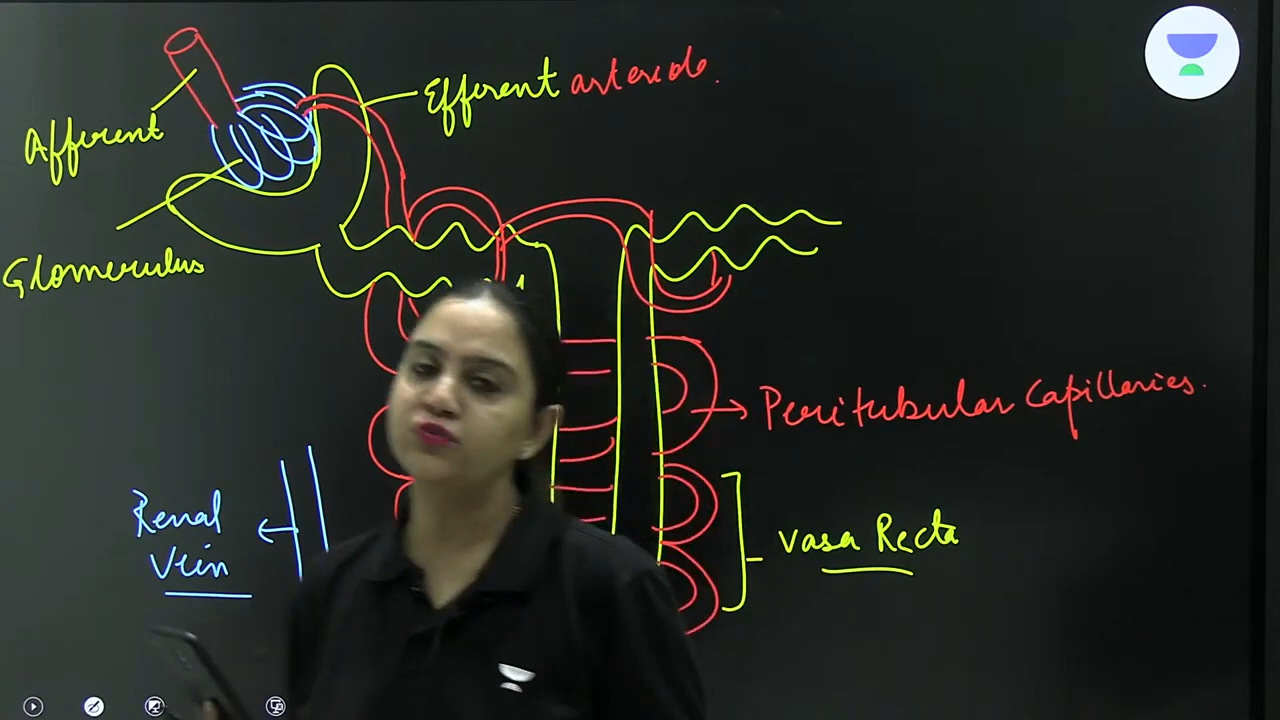 Efferent arteriole.
Afferent
Glomerulus
Peritubular Capillaries.
Renal
Vein
Vasa Recta